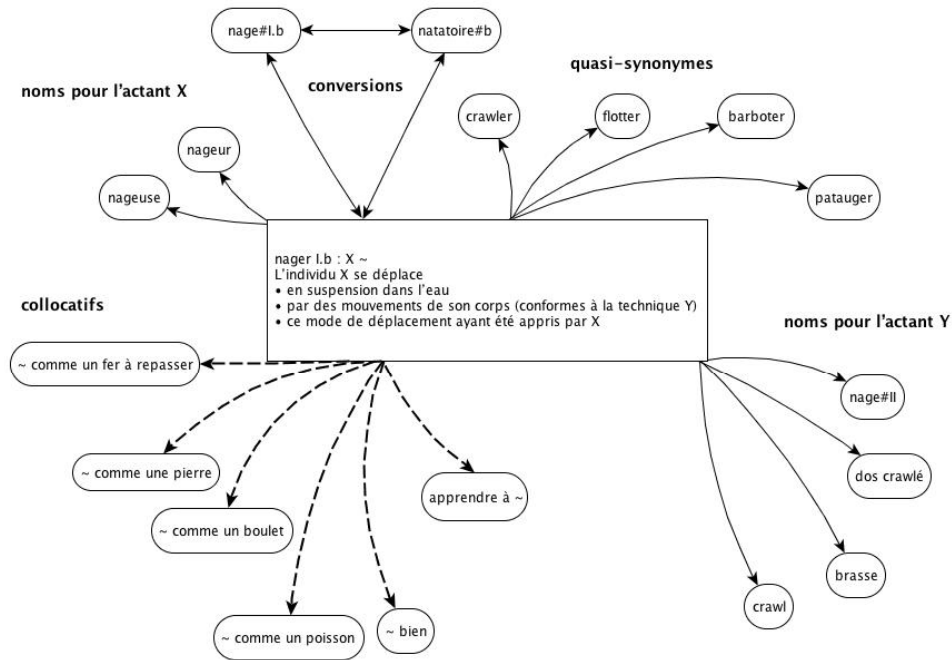 nage#I.b
natatoire#b
conversions
quasi-synonymes
noms pour l'actant X
crawler
flotter
barboter
nageur
nageuse
patauger
nager I.b : X ~
L'individu X se déplace
• en suspension dans l'eau
• par des mouvements de son corps (conformes à la technique Y)
• ce mode de déplacement ayant été appris par X
collocatifs
noms pour l'actant Y
~ comme un fer à repasser
nage#II
~ comme une pierre
apprendre à ~
dos crawlé
~ comme un boulet
brasse
crawl
~ comme un poisson
~ bien